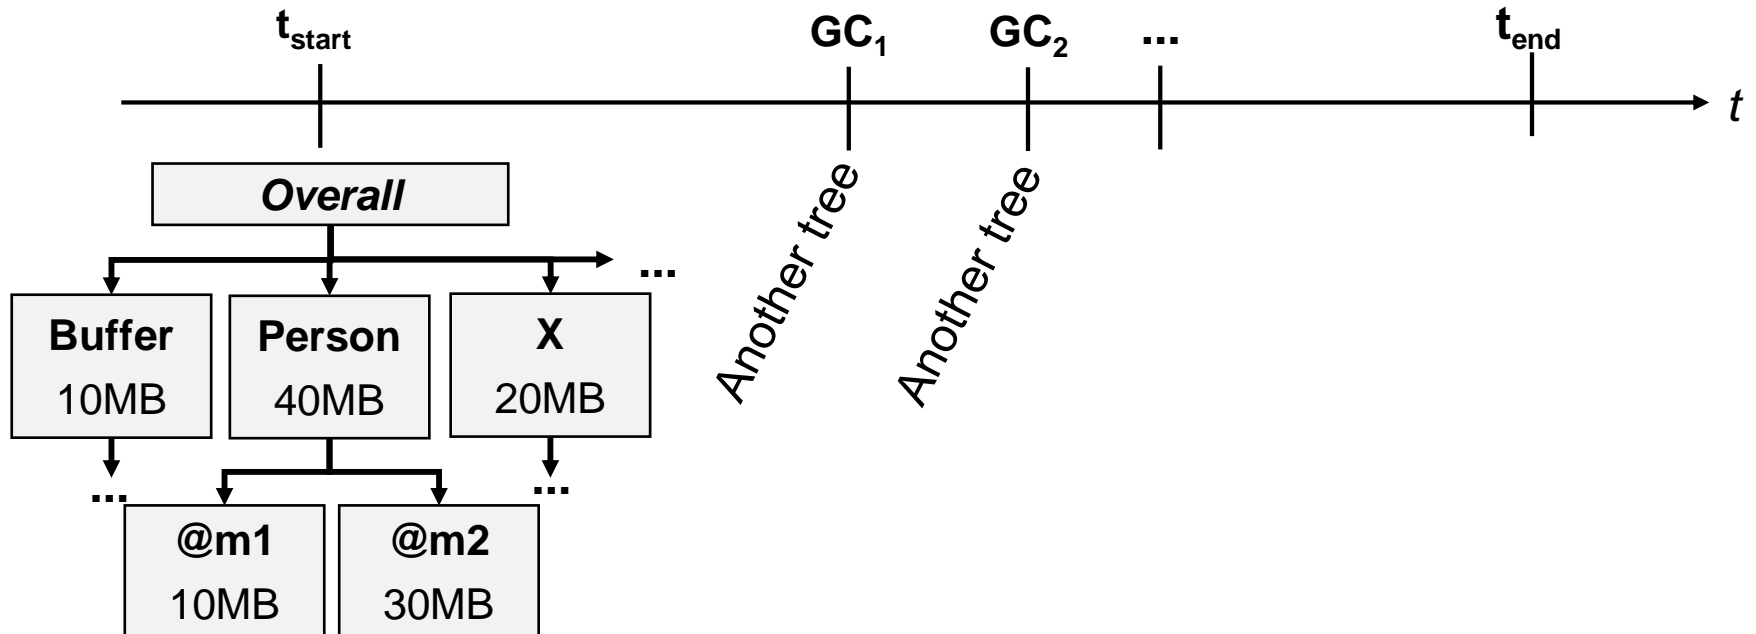 t_start
GC_1
GC_2
...
t_end
t
Overall
...
Buffer
10MB
Person
40MB
X
20MB
Another tree
Another tree
...
...
@m1
10MB
@m2
30MB